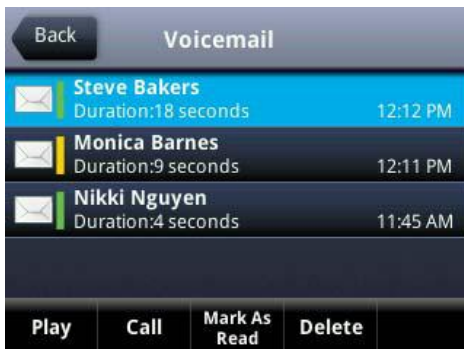 Back
Voicemail
Steve Bakers
Duration:18 seconds 12:12 PM
Monica Barnes
Duration:9 seconds 12:11 PM
Nikki Nguyen
Duration:4 seconds 11:45 AM
Play Call Mark As Read Delete